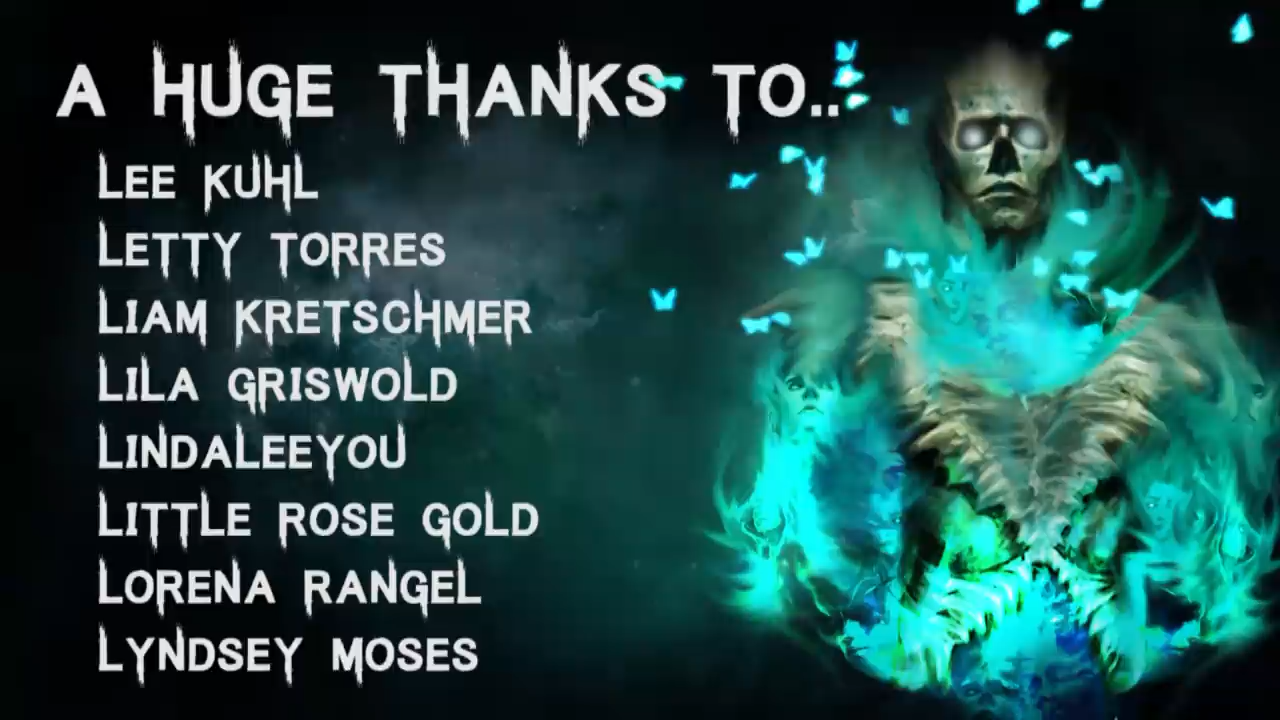 A HUGE THANKS TO..
LEE KUHL
LETTY TORRES
LIAM KRETSCHMER
LILA GRISWOLD
LINDALEEYOU
LITTLE ROSE GOLD
LORENA RANGEL
LYNDSEY MOSES